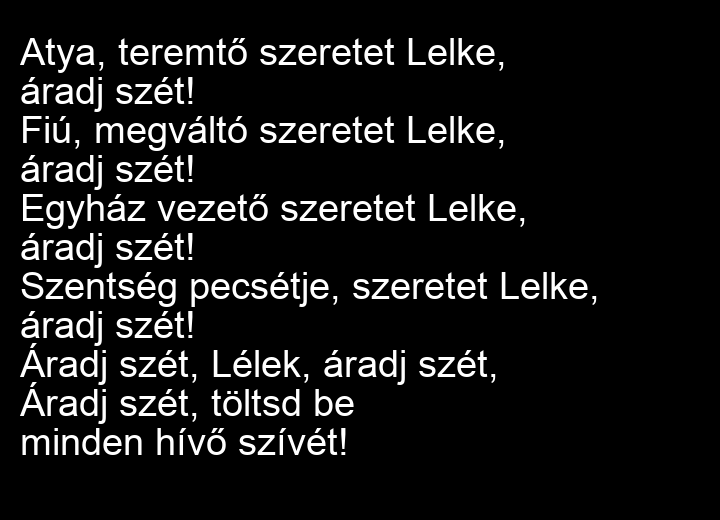 Atya, teremtő szeretet Lelke,
áradj szét!
Fiú, megváltó szeretet Lelke,
áradj szét!
Egyház vezető szeretet Lelke,
áradj szét!
Szentség pecsétje, szeretet Lelke,
áradj szét!
Áradj szét, Lélek, áradj szét,
Áradj szét, töltsd be
minden hívő szívét!